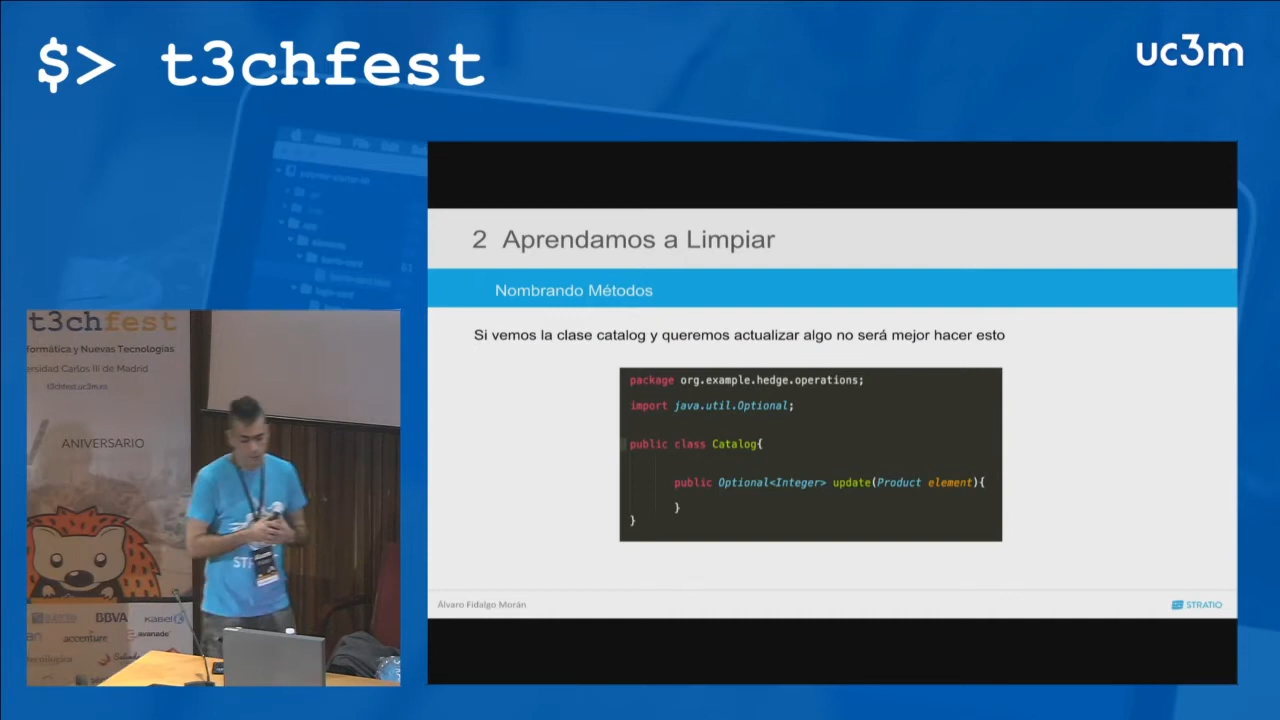 $> t3chfest
uc3m
2 Aprendamos a Limpiar
Nombrando Métodos
Si vemos la clase catalog y queremos actualizar algo no será mejor hacer esto
package org.example.hedge.operations;
import java.util.Optional;
public class Catalog{
public Optional<Integer> update(Product element){
}
}
Álvaro Fidalgo Morán
STRATIO
t3chfest
formática y Nuevas Tecnologías
ersidad Carlos III de Madrid
t3chfest.uc3m.es
ANIVERSARIO
BBVA
Kabel
accenture
avanade
tecnilógica